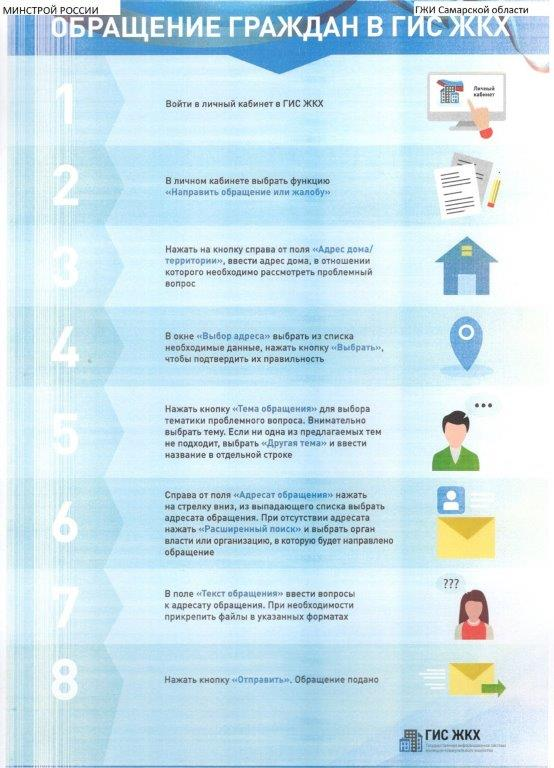 МИНСТРОЙ РОССИИ
ГЖИ Самарской области
ОБРАЩЕНИЕ ГРАЖДАН В ГИС ЖКХ
1
Войти в личный кабинет в ГИС ЖКХ
Личный
кабинет
2
В личном кабинете выбрать функцию
«Направить обращение или жалобу»
3
Нажать на кнопку справа от поля «Адрес дома/
территории», ввести адрес дома, в отношении
которого необходимо рассмотреть проблемный
вопрос
4
В окне «Выбор адреса» выбрать из списка
необходимые данные, нажать кнопку «Выбрать»,
чтобы подтвердить их правильность
5
Нажать кнопку «Тема обращения» для выбора
тематики проблемного вопроса. Внимательно
выбрать тему. Если ни одна из предлагаемых тем
не подходит, выбрать «Другая тема» и ввести
название в отдельной строке
6
Справа от поля «Адресат обращения» нажать
на стрелку вниз, из выпадающего списка выбрать
адресата обращения. При отсутствии адресата
нажать «Расширенный поиск» и выбрать орган
власти или организацию, в которую будет направлено
обращение
7
В поле «Текст обращения» ввести вопросы
к адресату обращения. При необходимости
прикрепить файлы в указанных форматах
???
8
Нажать кнопку «Отправить». Обращение подано
ГИС ЖКХ
Государственная информационная система
жилищно-коммунального хозяйства